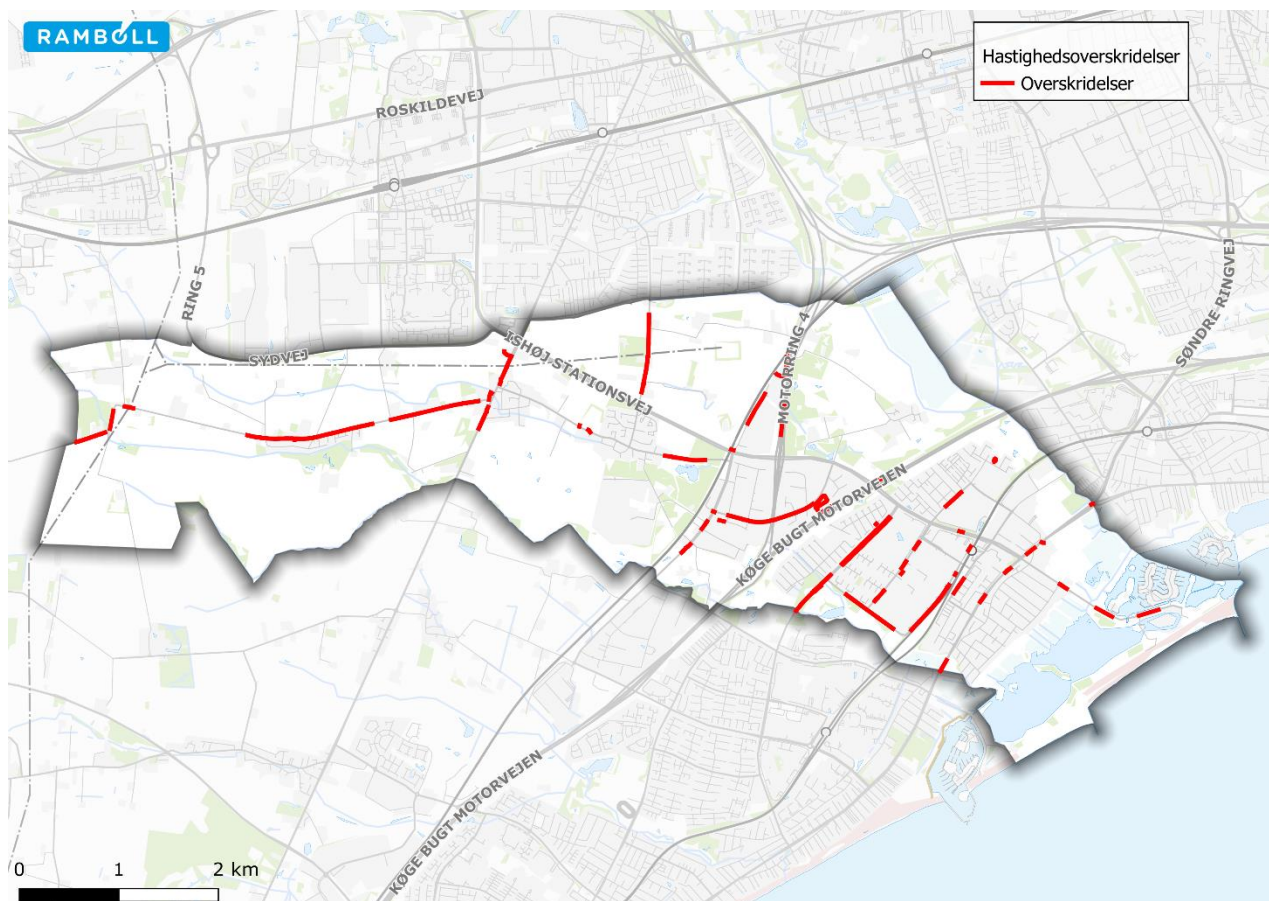 RAMBOLL
Hastighedsoverskridelser
Overskridelser
ROSKILDEVEJ
RING 5
SYDVEJ
ISHØJ STATIONSVEJ
MOTORRING 4
SØNDRE RINGVEJ
KØGE BUGT MOTORVEJEN
KØGE BUGT MOTORVEJEN
0 1 2 km